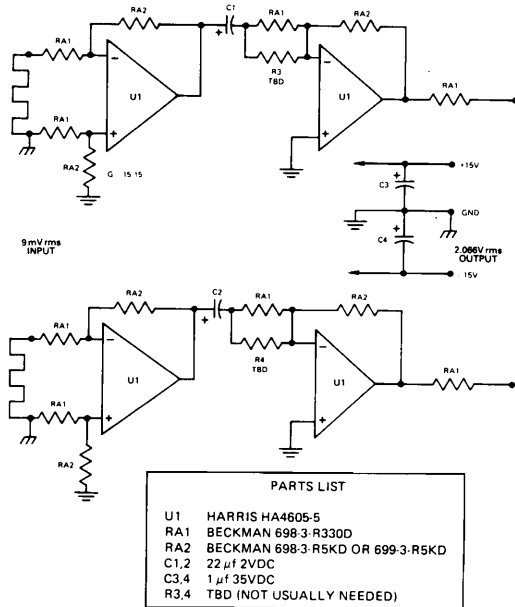 C1
RA2
RA1
RA2
RA1
R3
TBD
U1
U1
RA1
RA1
RA2
G 15 15
+15V
C3
GND
C4
15V
9mV rms
INPUT
2.066V rms
OUTPUT
C2
RA2
RA1
RA2
RA1
R4
TBD
U1
U1
RA1
RA1
RA2
PARTS LIST
U1 HARRIS HA4605-5
RA1 BECKMAN 698-3-R330D
RA2 BECKMAN 698-3-R5KD OR 699-3-R5KD
C1,2 22 µf 2VDC
C3,4 1 µf 35VDC
R3,4 TBD (NOT USUALLY NEEDED)